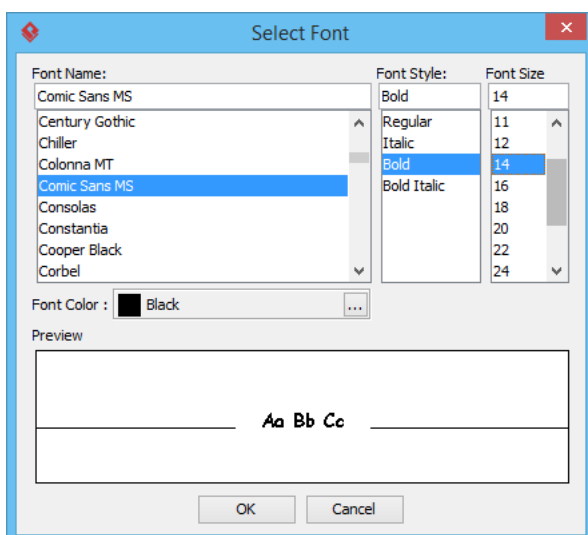 Select Font
Font Name: Font Style: Font Size
Comic Sans MS Bold 14
Century Gothic Regular 11
Chiller Italic 12
Colonna MT Bold 14
Comic Sans MS Bold Italic 16
Consolas 18
Constantia 20
Cooper Black 22
Corbel 24
Font Color : Black ...
Preview
Aa Bb Cc
OK Cancel